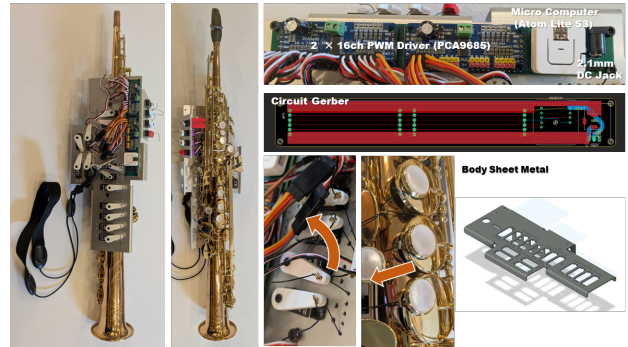 Micro Computer
(Atom Lite S3)
2 × 16ch PWM Driver (PCA9685)
2.1mm
DC Jack
Circuit Gerber
Body Sheet Metal